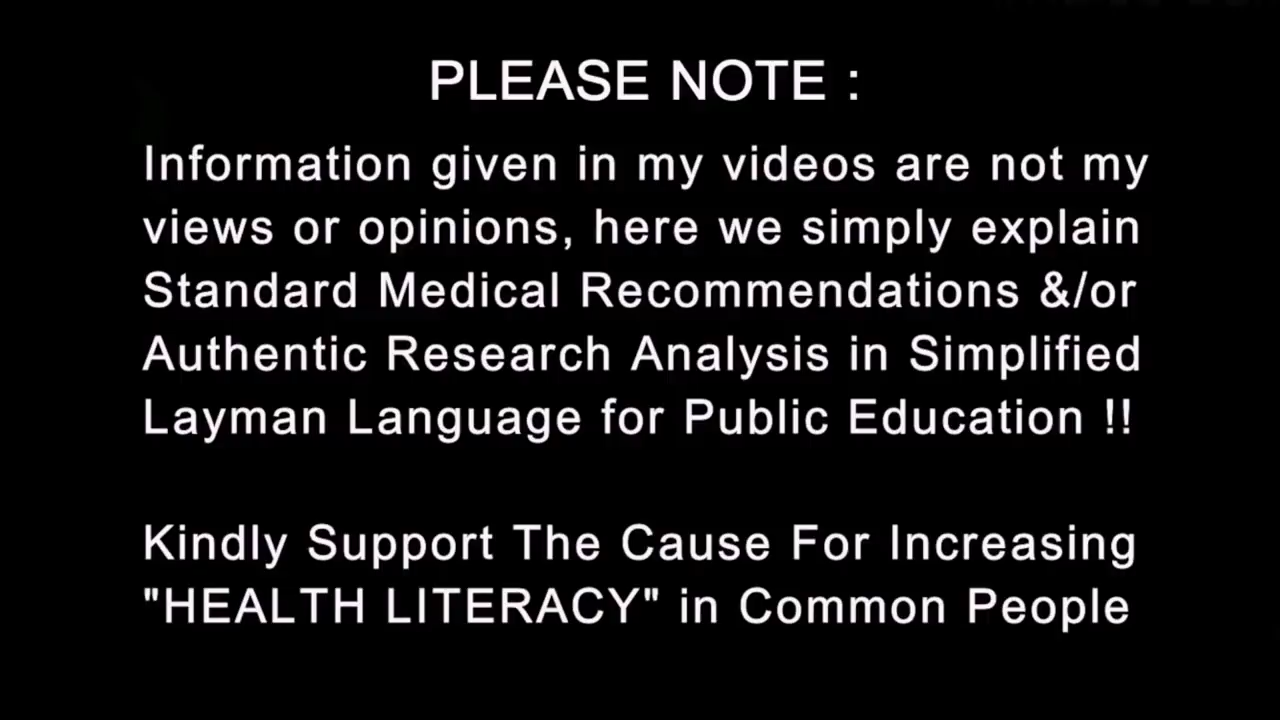 PLEASE NOTE :
Information given in my videos are not my
views or opinions, here we simply explain
Standard Medical Recommendations &/or
Authentic Research Analysis in Simplified
Layman Language for Public Education !!
Kindly Support The Cause For Increasing
"HEALTH LITERACY" in Common People